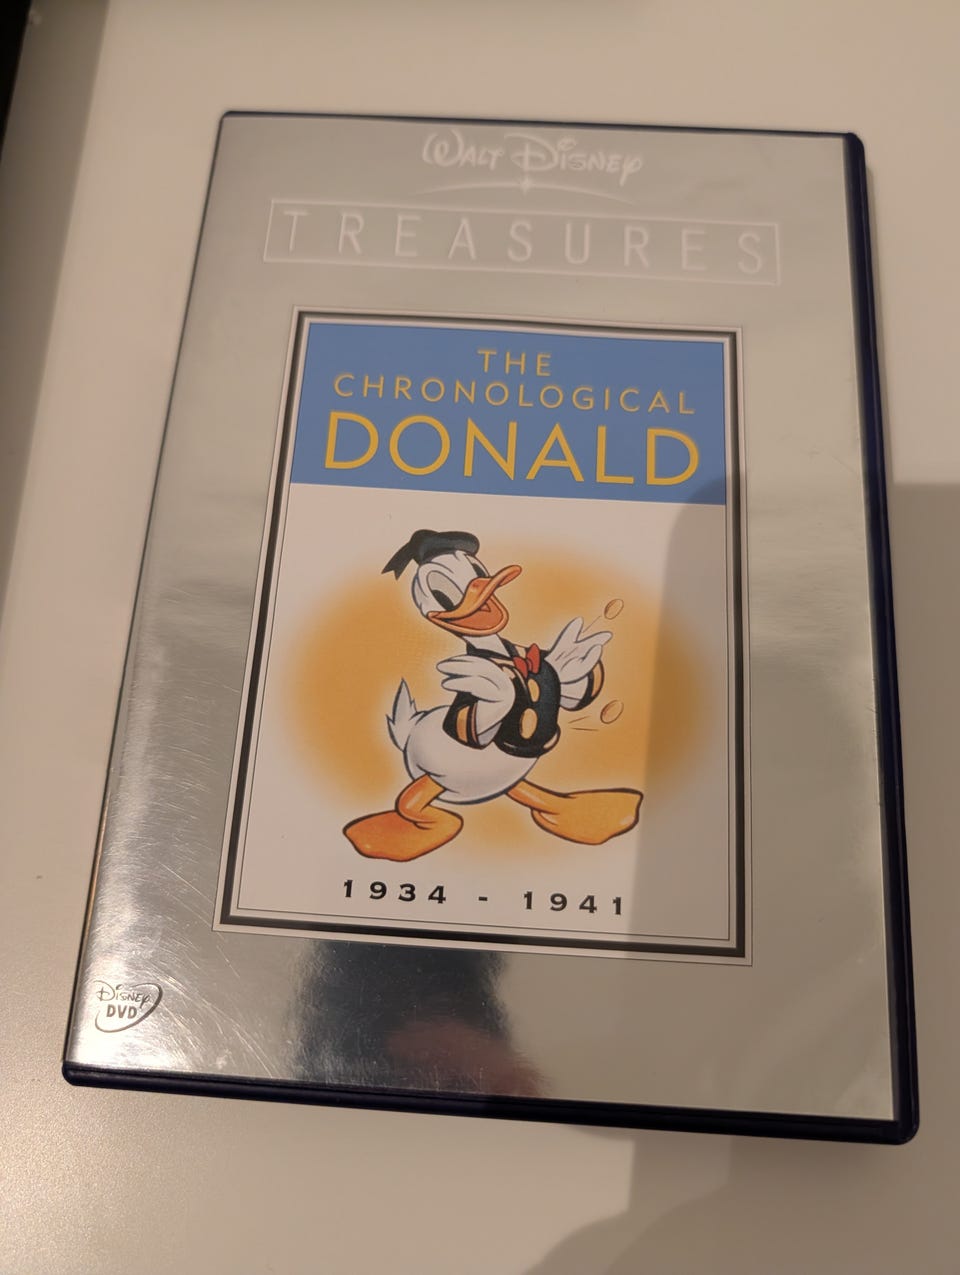 Walt Disney
TREASURES
THE
CHRONOLOGICAL
DONALD
1934 - 1941
Disney
DVD